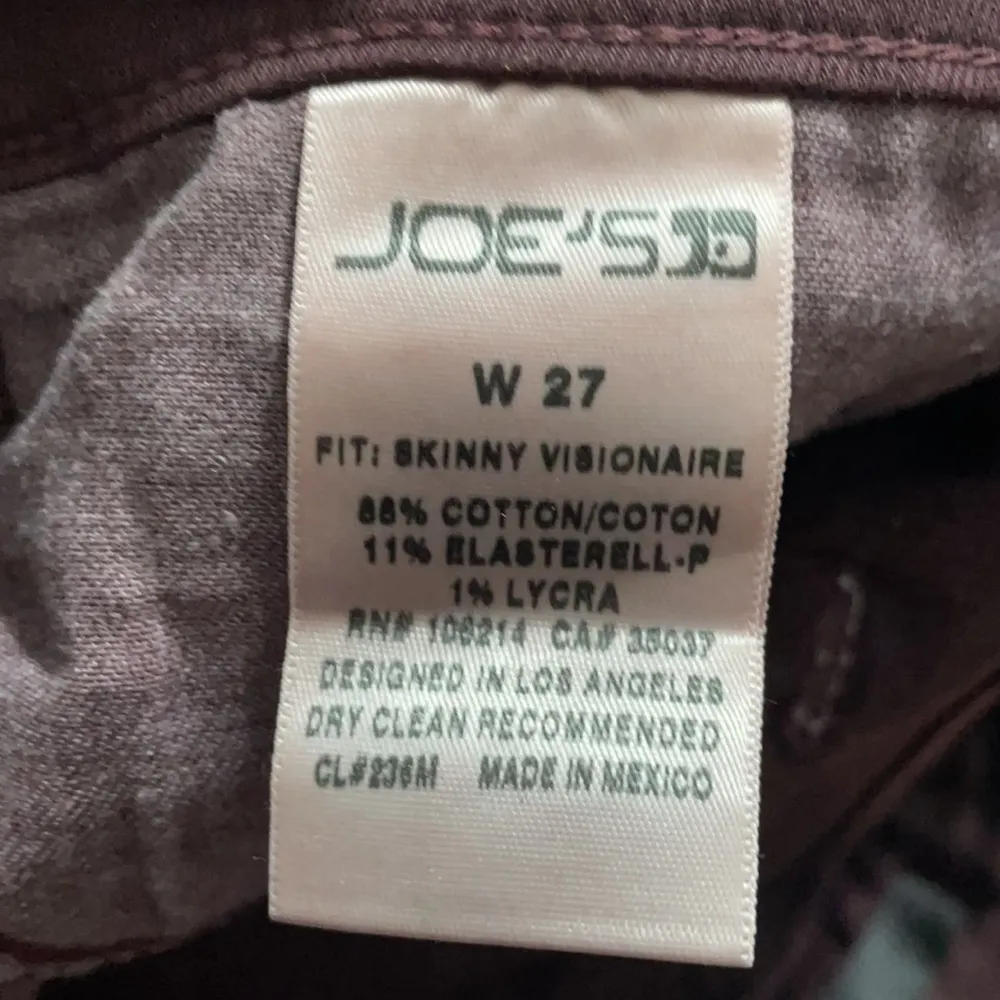 JOE'S
W 27
FIT: SKINNY VISIONAIRE
88% COTTON/COTON
11% ELASTERELL-P
1% LYCRA
RN# 106214 CA# 35037
DESIGNED IN LOS ANGELES
DRY CLEAN RECOMMENDED
CL#236M MADE IN MEXICO